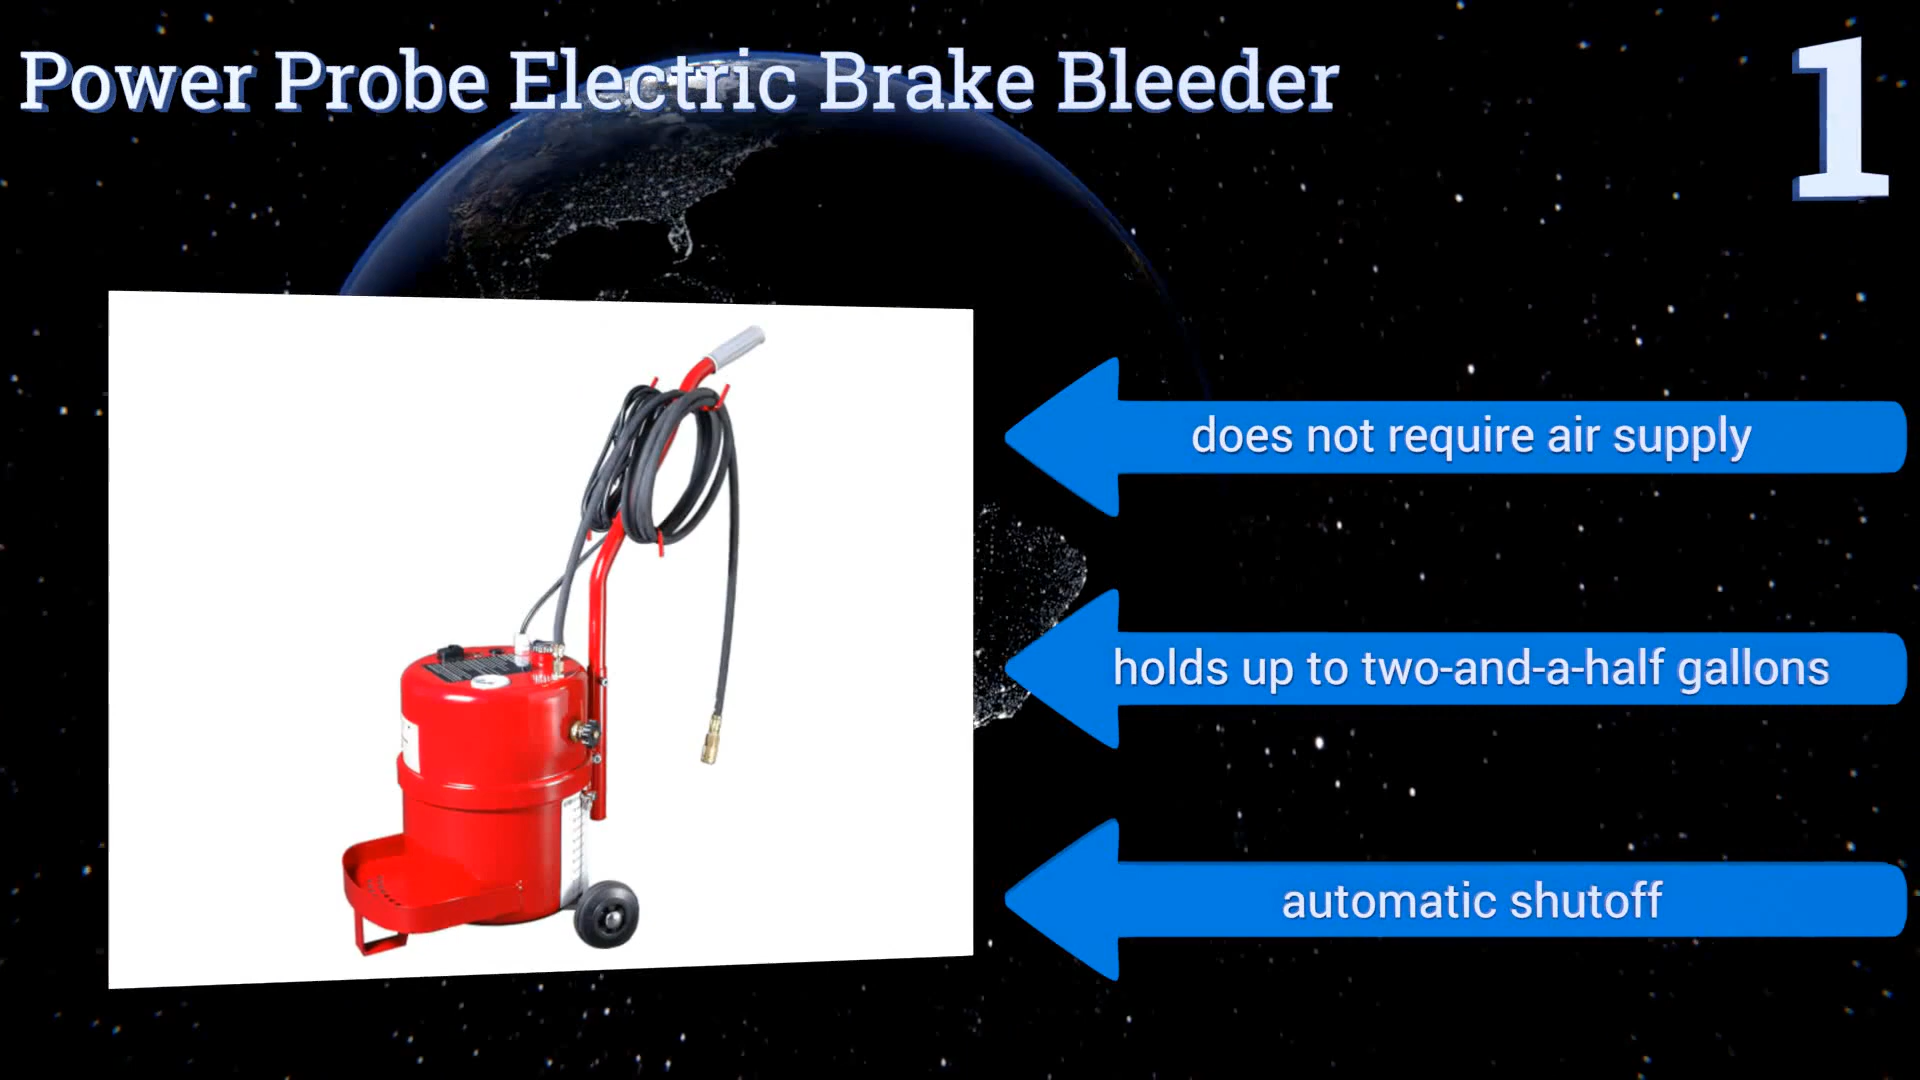 Power Probe Electric Brake Bleeder
1
does not require air supply
holds up to two-and-a-half gallons
automatic shutoff